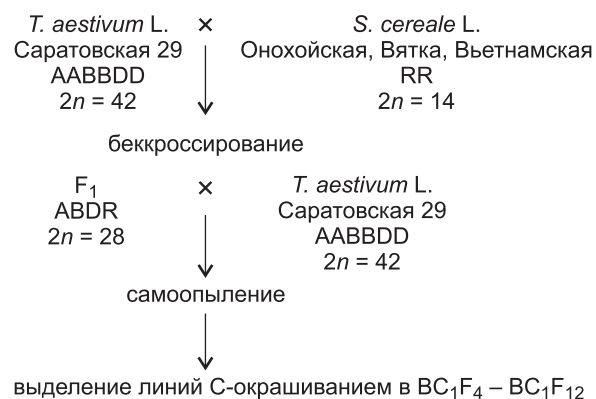 T. aestivum L. × S. cereale L.
Саратовская 29 Онохойская, Вятка, Вьетнамская
AABBDD RR
2n = 42 2n = 14
беккроссирование
F₁ × T. aestivum L.
ABDR Саратовская 29
2n = 28 AABBDD
2n = 42
самоопыление
выделение линий С-окрашиванием в BC₁F₄ – BC₁F₁₂